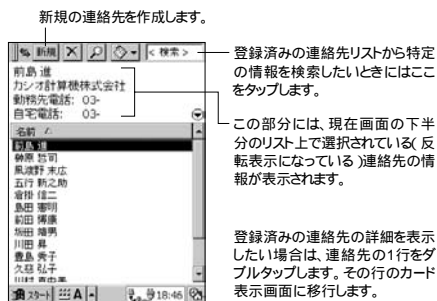 新規の連絡先を作成します。
新規
<検索>
前島 進
カシオ計算機株式会社
勤務先電話: 03-
自宅電話: 03-
名前
前島 進
榊原 哲司
風渡野 末広
五行 新之助
倉掛 信二
島田 憲明
前田 博康
坂田 靖男
川田 昇
豊島 秀子
久慈 弘子
スタート
A
18:46
登録済みの連絡先リストから特定
の情報を検索したいときにはここ
をタップします。
この部分には、現在画面の下半
分のリスト上で選択されている(反
転表示になっている)連絡先の情
報が表示されます。
登録済みの連絡先の詳細を表示
したい場合は、連絡先の1行をダ
ブルタップします。その行のカード
表示画面に移行します。